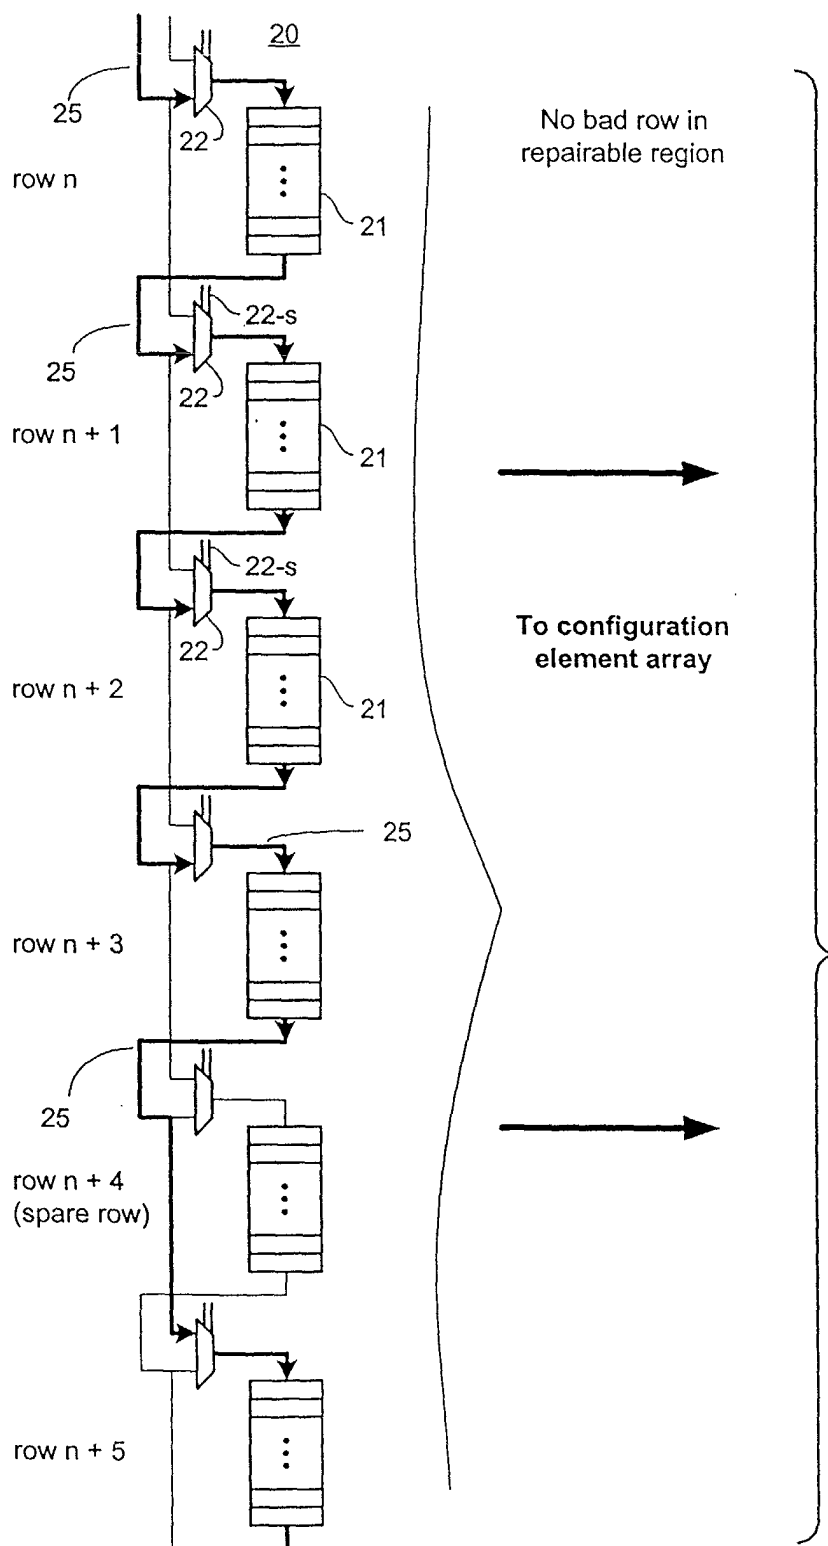 20
25
22
No bad row in
repairable region
row n
21
22-s
25
22
row n + 1
21
22-s
To configuration
element array
22
row n + 2
21
25
row n + 3
25
row n + 4
(spare row)
row n + 5